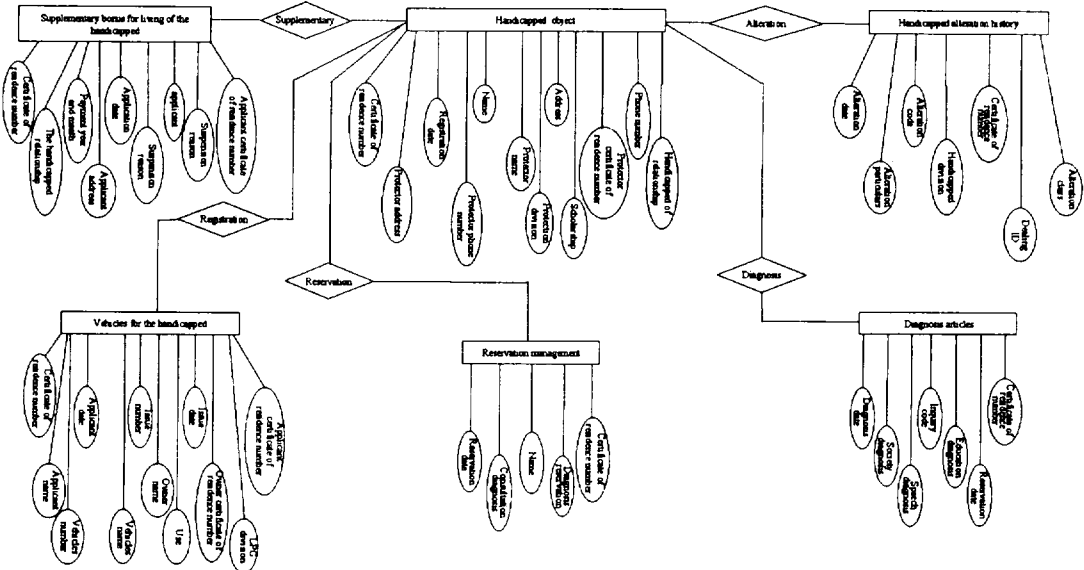 Supplementary bonus for living of the
handicapped
Supplementary
Handicapped object
Alteration
Handicapped alteration history
Certificate of
residence number
The handicapped
relationship
Payment year
and month
Applicant
address
Application
date
Suspension
reason
applicant
Suspension
reason
Applicant certificate
of residence number
Certificate of
residence number
Protector address
Registration
date
Protector phone
number
Name
Protector
name
Protection
division
Address
Scholarship
Protector
certificate of
residence number
Phone number
Handicapped of
relationship
Alteration
date
Alteration
particulars
Alteration
code
Handicapped
division
Certificate of
residence
number
Dealing
ID
Alteration
class
Registration
Reservation
Diagnosis
Vehicles for the handicapped
Reservation management
Diagnosis articles
Certificate of
residence number
Applicant
name
Vehicles
number
Applicant
date
Vehicles
name
Issue
number
Owner
name
Use
Issue
date
Owner certificate of
residence number
LPG
division
Applicant
certificate of
residence number
Reservation
date
Consultation
diagnosis
Name
Diagnosis
reservation
Certificate of
residence number
Diagnosis
date
Society
diagnosis
Speech
diagnosis
Inquiry
code
Education
diagnosis
Reservation
date
Certificate of
residence
number